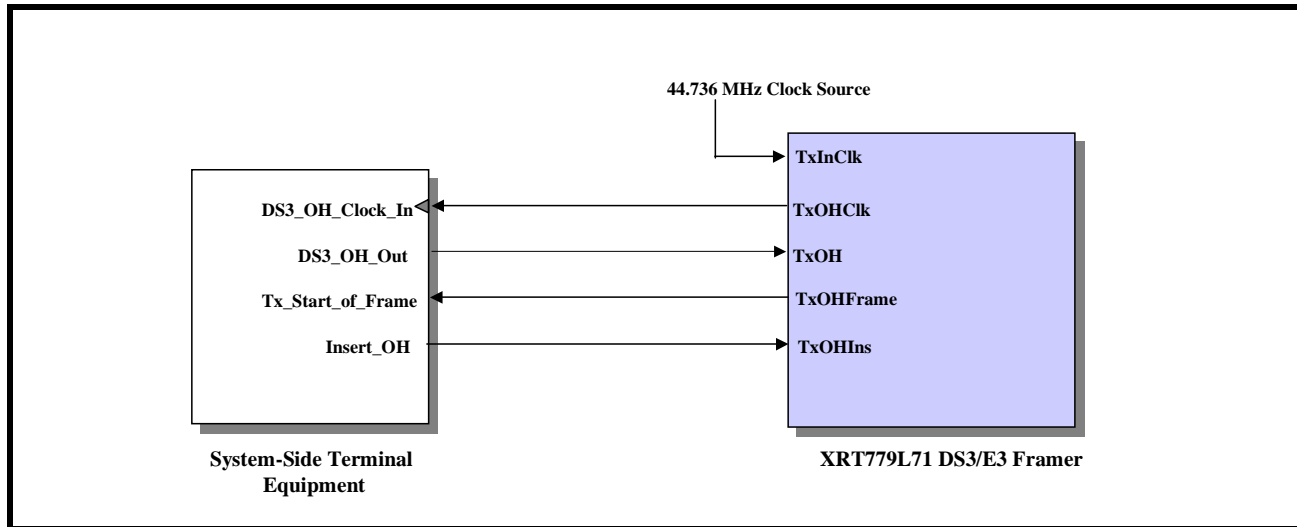 44.736 MHz Clock Source
TxInClk
DS3_OH_Clock_In
TxOHClk
DS3_OH_Out
TxOH
Tx_Start_of_Frame
TxOHFrame
Insert_OH
TxOHIns
System-Side Terminal
Equipment
XRT779L71 DS3/E3 Framer